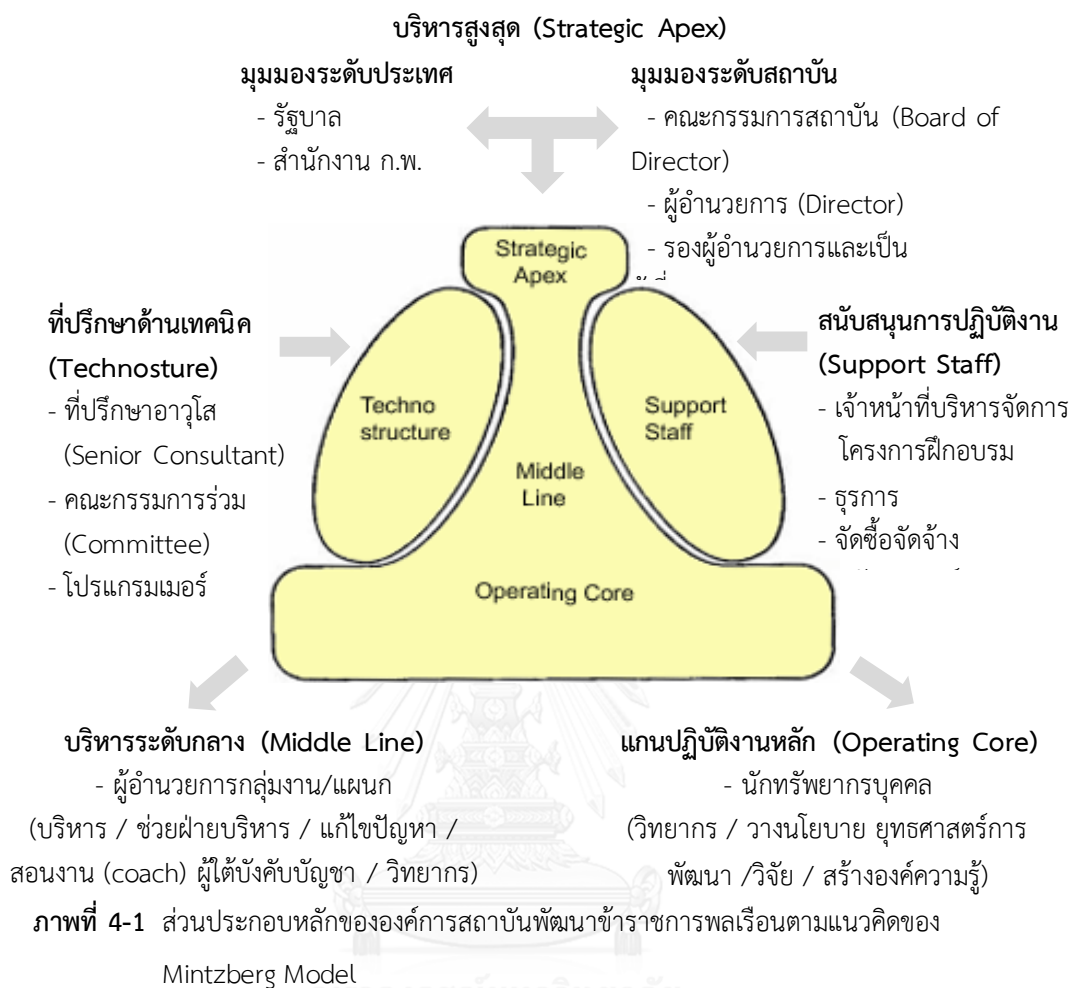 บริหารสูงสุด (Strategic Apex)
มุมมองระดับประเทศ
- รัฐบาล
- สำนักงาน ก.พ.
มุมมองระดับสถาบัน
- คณะกรรมการสถาบัน (Board of
Director)
- ผู้อำนวยการ (Director)
- รองผู้อำนวยการและเป็น
Strategic
Apex
ที่ปรึกษาด้านเทคนิค
(Technosture)
- ที่ปรึกษาอาวุโส
(Senior Consultant)
- คณะกรรมการร่วม
(Committee)
- โปรแกรมเมอร์
Techno
structure
Middle
Line
Support
Staff
สนับสนุนการปฏิบัติงาน
(Support Staff)
- เจ้าหน้าที่บริหารจัดการ
โครงการฝึกอบรม
- ธุรการ
- จัดซื้อจัดจ้าง
Operating Core
บริหารระดับกลาง (Middle Line)
- ผู้อำนวยการกลุ่มงาน/แผนก
(บริหาร / ช่วยฝ่ายบริหาร / แก้ไขปัญหา /
สอนงาน (coach) ผู้ใต้บังคับบัญชา / วิทยากร)
แกนปฏิบัติงานหลัก (Operating Core)
- นักทรัพยากรบุคคล
(วิทยากร / วางนโยบาย ยุทธศาสตร์การ
พัฒนา /วิจัย / สร้างองค์ความรู้)
ภาพที่ 4-1 ส่วนประกอบหลักขององค์การสถาบันพัฒนาข้าราชการพลเรือนตามแนวคิดของ
Mintzberg Model